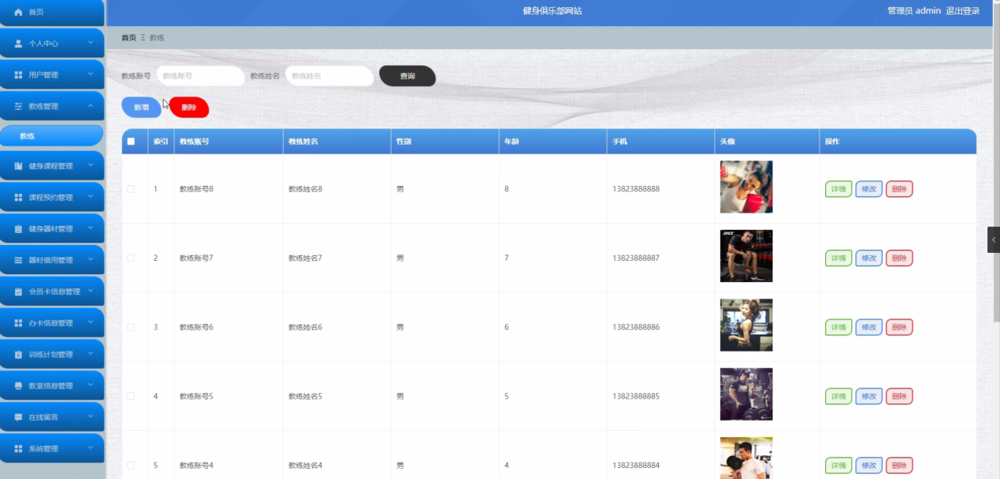 健身俱乐部网站
管理员 admin 退出登录
首页
个人中心
用户管理
教练管理
教练
健身课程管理
课程预约管理
健身器材管理
器材借用管理
会员卡信息管理
办卡信息管理
训练计划管理
教室信息管理
在线留言
系统管理
首页 Ξ 教练
教练账号 教练账号 教练姓名 教练姓名 查询
新增 删除
索引 教练账号 教练姓名 性别 年龄 手机 头像 操作
1 教练账号8 教练姓名8 男 8 13823888888 详情 修改 删除
2 教练账号7 教练姓名7 男 7 13823888887 详情 修改 删除
3 教练账号6 教练姓名6 男 6 13823888886 详情 修改 删除
4 教练账号5 教练姓名5 男 5 13823888885 详情 修改 删除
5 教练账号4 教练姓名4 男 4 13823888884 详情 修改 删除